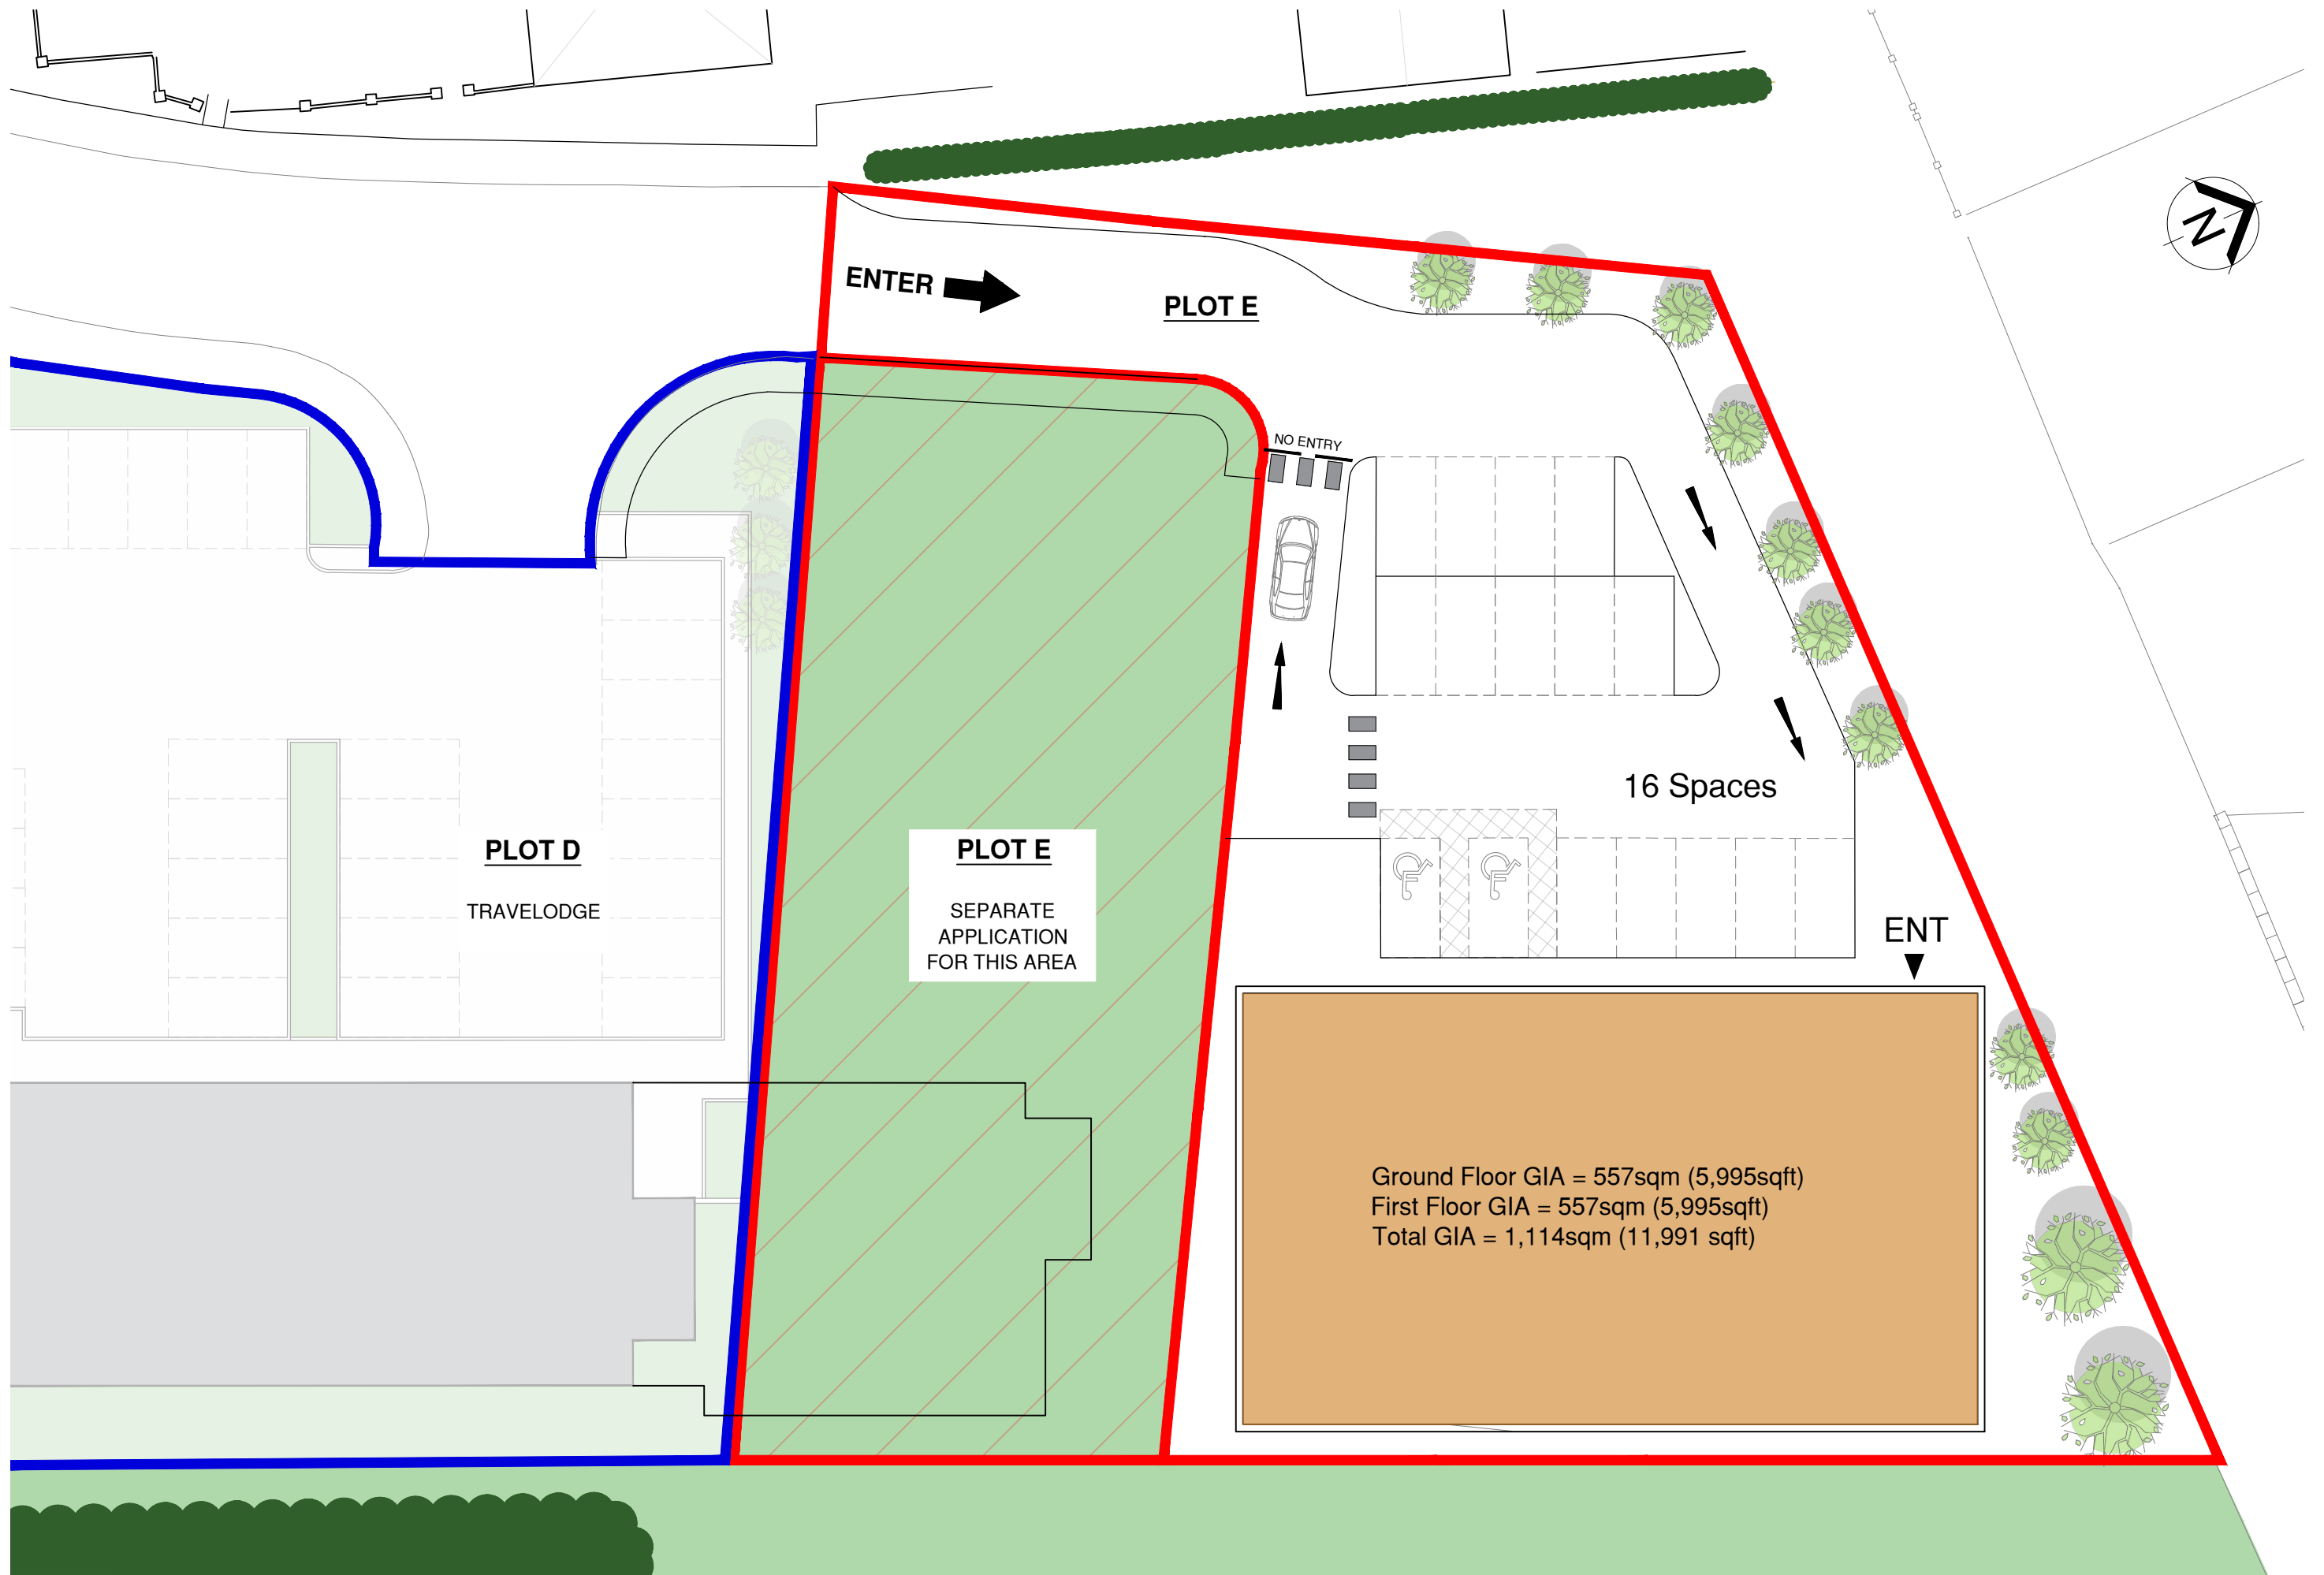 ENTER
PLOT E
NO ENTRY
N
16 Spaces
PLOT D
TRAVELODGE
PLOT E
SEPARATE
APPLICATION
FOR THIS AREA
ENT
Ground Floor GIA = 557sqm (5,995sqft)
First Floor GIA = 557sqm (5,995sqft)
Total GIA = 1,114sqm (11,991 sqft)